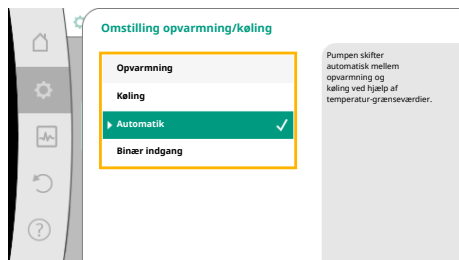 Omstilling opvarmning/køling
Opvarmning
Køling
Automatik
Binær indgang
Pumpen skifter
automatisk mellem
opvarmning og
køling ved hjælp af
temperatur-grænseværdier.
?